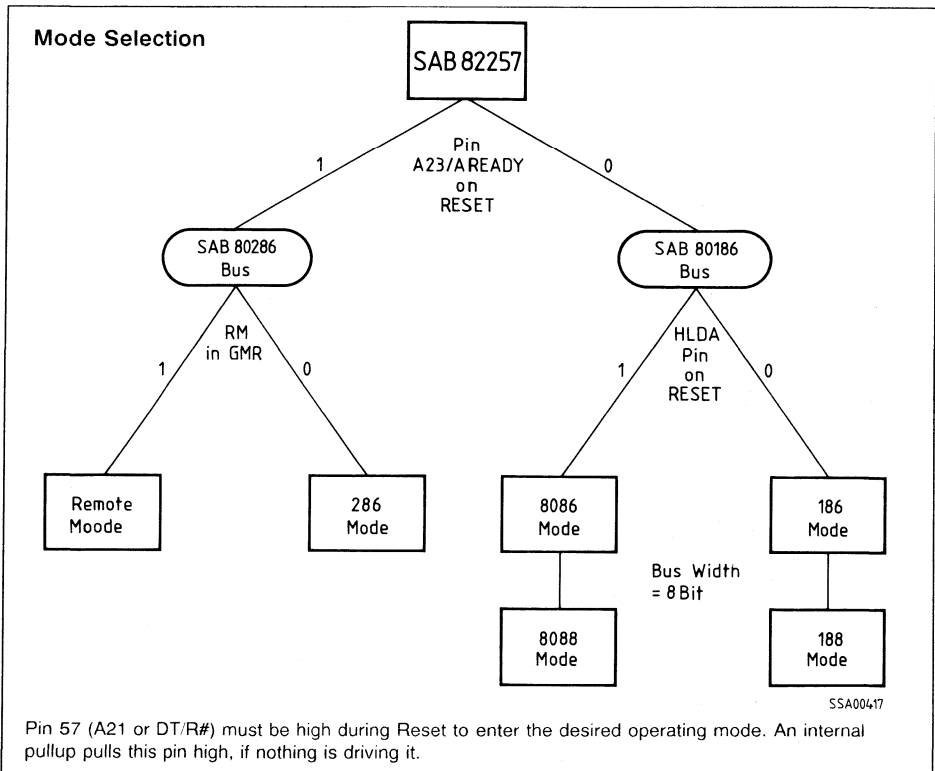 Mode Selection
SAB 82257
1
Pin
A23/AREADY
on
RESET
0
SAB 80286
Bus
SAB 80186
Bus
RM
in GMR
1
0
HLDA
Pin
on
RESET
1
0
Remote
Moode
286
Mode
8086
Mode
186
Mode
Bus Width
= 8 Bit
8088
Mode
188
Mode
SSA00417
Pin 57 (A21 or DT/R#) must be high during Reset to enter the desired operating mode. An internal
pullup pulls this pin high, if nothing is driving it.